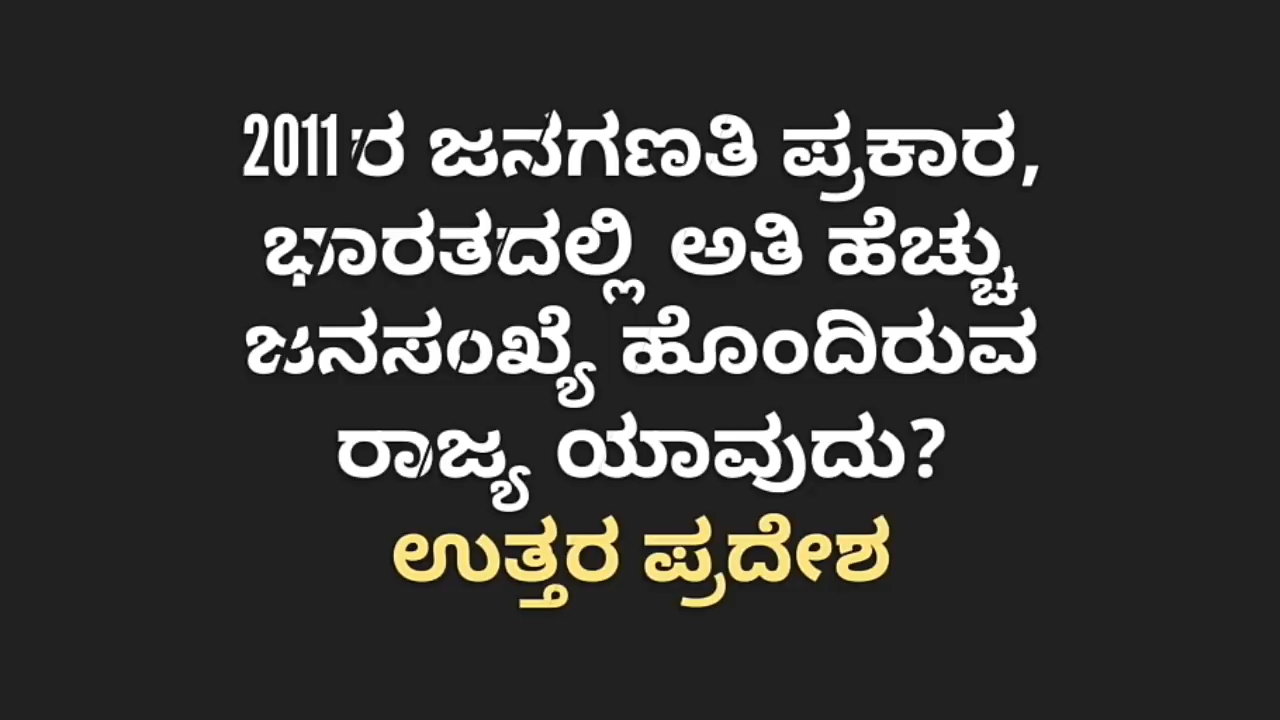 2011ರ ಜನಗಣತಿ ಪ್ರಕಾರ,
ಭಾರತದಲ್ಲಿ ಅತಿ ಹೆಚ್ಚು
ಜನಸಂಖ್ಯೆ ಹೊಂದಿರುವ
ರಾಜ್ಯ ಯಾವುದು?
ಉತ್ತರ ಪ್ರದೇಶ